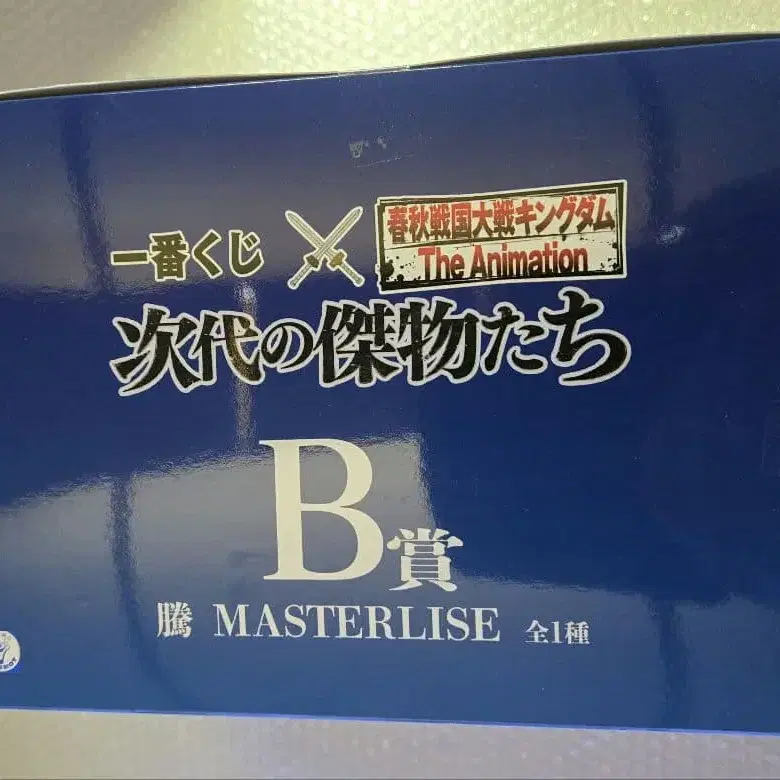 一番くじ 春秋戦国大戦キングダム
The Animation
次代の傑物たち
B賞
騰 MASTERLISE 全1種